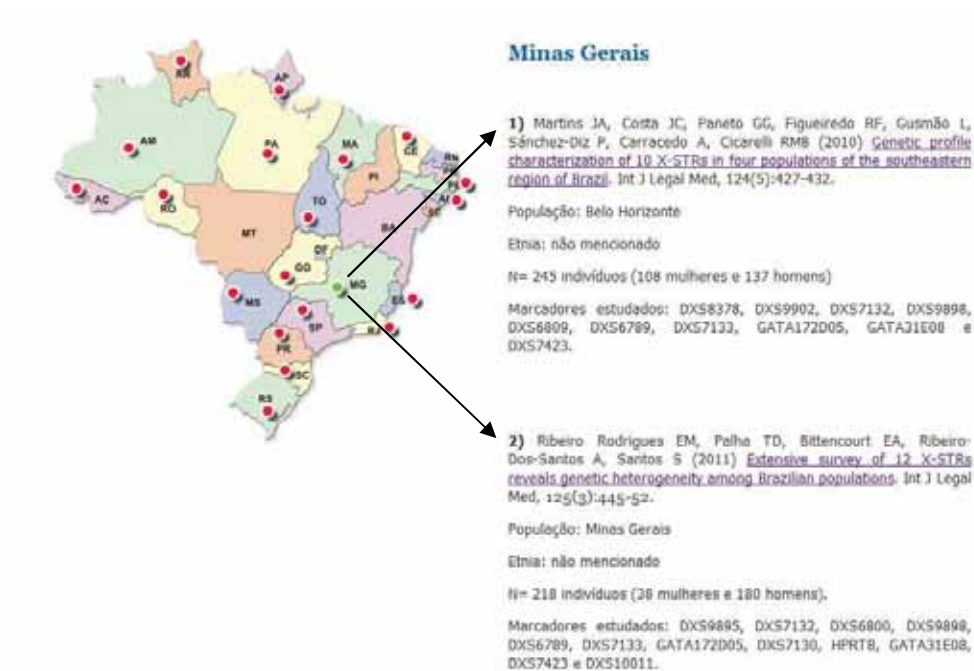 Minas Gerais
1) Martins JA, Costa JC, Paneto GG, Figueiredo RF, Gusmão L,
Sánchez-Diz P, Carracedo A, Cicarelli RMB (2010) Genetic profile
characterization of 10 X-STRs in four populations of the southeastern
region of Brazil. Int J Legal Med, 124(5):427-432.
População: Belo Horizonte
Etnia: não mencionado
N= 245 indivíduos (108 mulheres e 137 homens)
Marcadores estudados: DXS8378, DXS9902, DXS7132, DXS9898,
DXS6809, DXS6789, DXS7133, GATA172D05, GATA31E08 e
DXS7423.
2) Ribeiro Rodrigues EM, Palha TD, Bittencourt EA, Ribeiro-
Dos-Santos A, Santos S (2011) Extensive survey of 12 X-STRs
reveals genetic heterogeneity among Brazilian populations. Int J Legal
Med, 125(3):445-52.
População: Minas Gerais
Etnia: não mencionado
N= 218 indivíduos (38 mulheres e 180 homens).
Marcadores estudados: DXS9895, DXS7132, DXS6800, DXS9898,
DXS6789, DXS7133, GATA172D05, DXS7130, HPRTB, GATA31E08,
DXS7423 e DXS10011.
RR
AP
AM
PA
MA
CE
RN
PI
AC
RO
TO
SE
BA
MT
DF
GO
MG
MS
ES
SP
RJ
PR
SC
RS